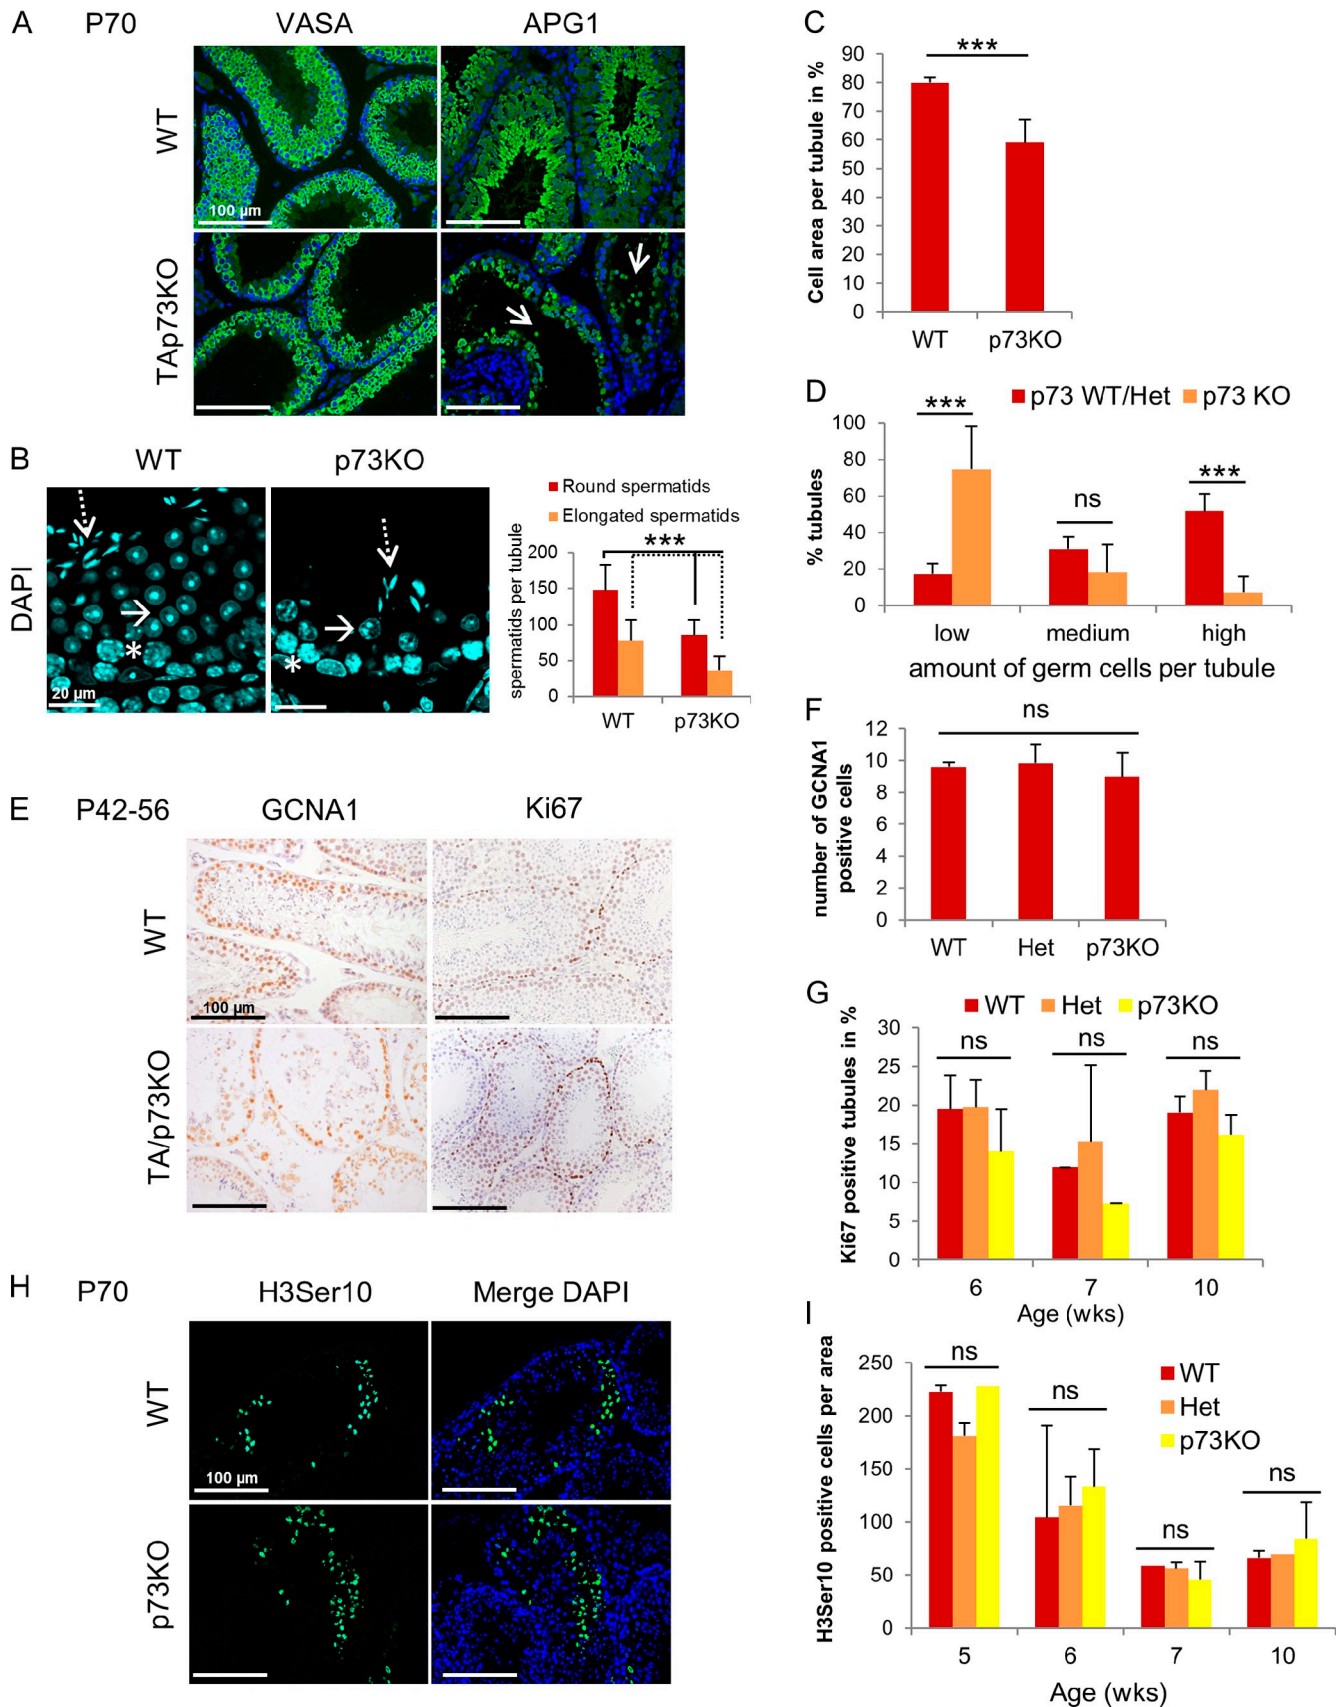 A P70 VASA APG1
WT
100 µm
TAp73KO
B WT p73KO
DAPI
*
*
20 µm
Round spermatids
Elongated spermatids
***
spermatids per tubule
200
150
100
50
0
WT p73KO
C
***
Cell area per tubule in %
90
80
70
60
50
40
30
20
10
0
WT p73KO
D
p73 WT/Het p73 KO
*** ns ***
% tubules
100
80
60
40
20
0
low medium high
amount of germ cells per tubule
E P42-56 GCNA1 Ki67
WT
100 µm
TA/p73KO
F
ns
number of GCNA1
positive cells
12
10
8
6
4
2
0
WT Het p73KO
G
WT Het p73KO
ns ns ns
Ki67 positive tubules in %
30
25
20
15
10
5
0
6 7 10
Age (wks)
H P70 H3Ser10 Merge DAPI
WT
100 µm
p73KO
I
ns ns ns ns
WT
Het
p73KO
H3Ser10 positive cells per area
250
200
150
100
50
0
5 6 7 10
Age (wks)